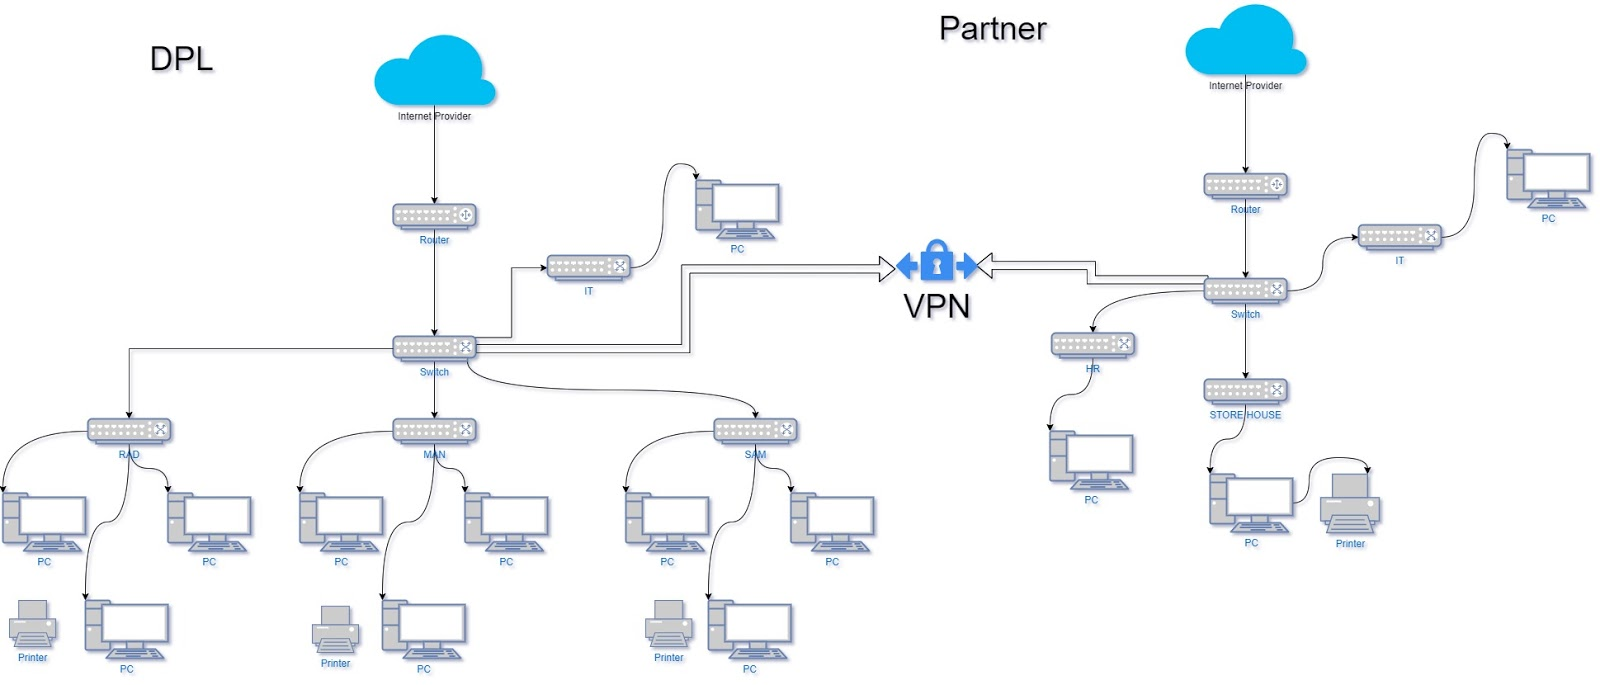 DPL
Internet Provider
Router
PC
IT
Switch
RAD
MAN
SAM
PC
PC
PC
PC
PC
PC
Printer
PC
Printer
PC
Printer
PC
VPN
Partner
Internet Provider
Router
PC
IT
Switch
HR
STORE HOUSE
PC
PC
Printer